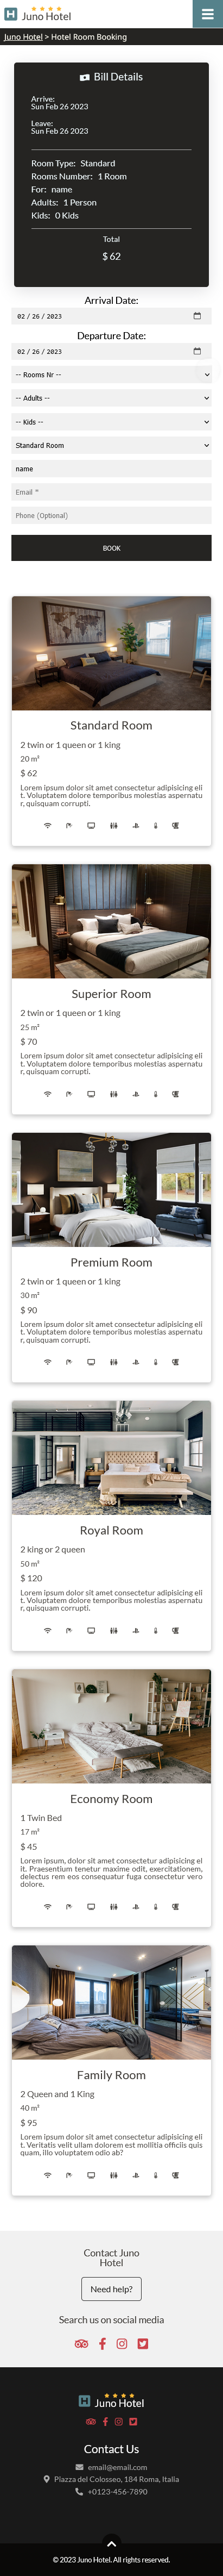 H Juno Hotel
Juno Hotel > Hotel Room Booking
Bill Details
Arrive:
Sun Feb 26 2023
Leave:
Sun Feb 26 2023
Room Type: Standard
Rooms Number: 1 Room
For: name
Adults: 1 Person
Kids: 0 Kids
Total
$ 62
Arrival Date:
02 / 26 / 2023
Departure Date:
02 / 26 / 2023
-- Rooms Nr --
-- Adults --
-- Kids --
Standard Room
name
Email *
Phone (Optional)
BOOK
Standard Room
2 twin or 1 queen or 1 king
20 m²
$ 62
Lorem ipsum dolor sit amet consectetur adipisicing eli
t. Voluptatem dolore temporibus molestias aspernatu
r, quisquam corrupti.
Superior Room
2 twin or 1 queen or 1 king
25 m²
$ 70
Lorem ipsum dolor sit amet consectetur adipisicing eli
t. Voluptatem dolore temporibus molestias aspernatu
r, quisquam corrupti.
Premium Room
2 twin or 1 queen or 1 king
30 m²
$ 90
Lorem ipsum dolor sit amet consectetur adipisicing eli
t. Voluptatem dolore temporibus molestias aspernatu
r, quisquam corrupti.
Royal Room
2 king or 2 queen
50 m²
$ 120
Lorem ipsum dolor sit amet consectetur adipisicing eli
t. Voluptatem dolore temporibus molestias aspernatu
r, quisquam corrupti.
Economy Room
1 Twin Bed
17 m²
$ 45
Lorem ipsum, dolor sit amet consectetur adipisicing el
it. Praesentium tenetur maxime odit, exercitationem,
delectus rem eos consequatur fuga consectetur vero
dolore.
Family Room
2 Queen and 1 King
40 m²
$ 95
Lorem ipsum dolor sit amet consectetur adipisicing eli
t. Veritatis velit ullam dolorem est mollitia officiis quis
quam, illo voluptatem odio ab?
Contact Juno
Hotel
Need help?
Search us on social media
H Juno Hotel
Contact Us
email@email.com
Piazza del Colosseo, 184 Roma, Italia
+0123-456-7890
© 2023 Juno Hotel. All rights reserved.